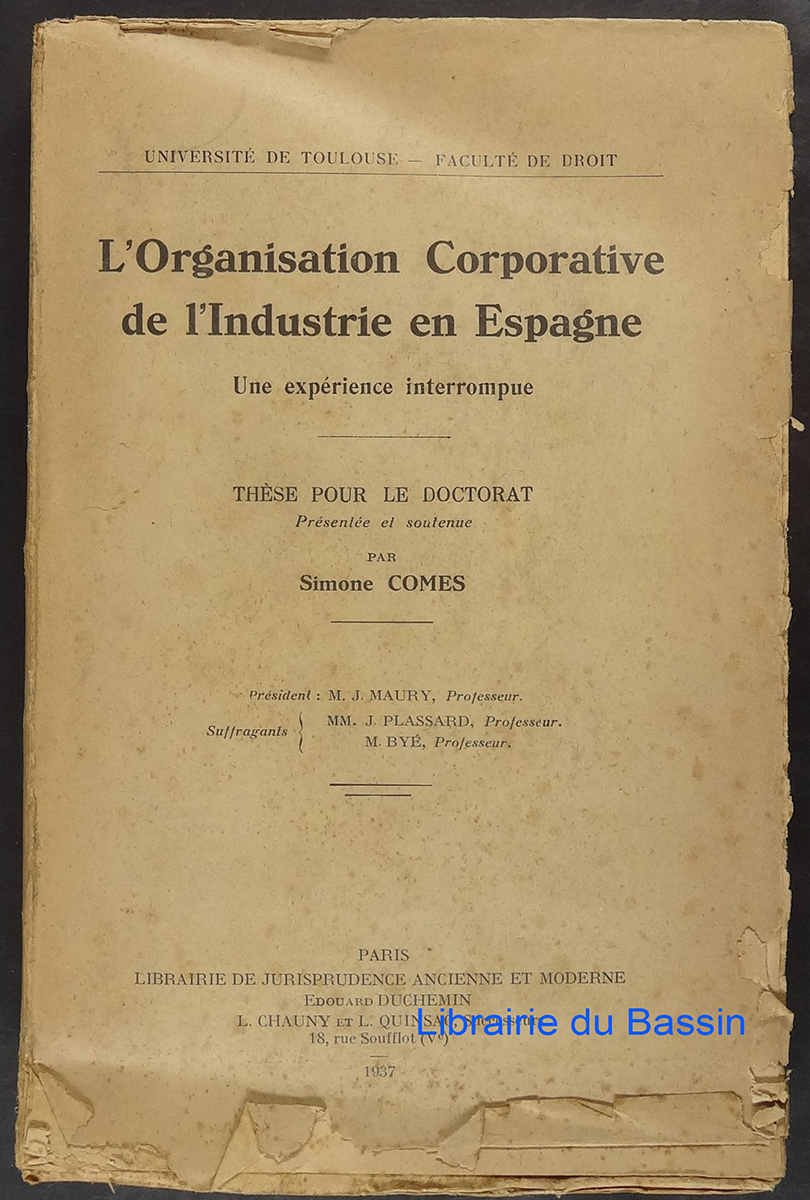 UNIVERSITÉ DE TOULOUSE — FACULTÉ DE DROIT
L'Organisation Corporative
de l'Industrie en Espagne
Une expérience interrompue
THÈSE POUR LE DOCTORAT
Présentée et soutenue
PAR
Simone COMES
Président : M. J. MAURY, Professeur.
Suffragants { MM. J. PLASSARD, Professeur.
M. BYÉ, Professeur.
PARIS
LIBRAIRIE DE JURISPRUDENCE ANCIENNE ET MODERNE
EDOUARD DUCHEMIN
L. CHAUNY ET L. QUINSAC
Librairie du Bassin
18, rue Soufflot (Ve)
1937